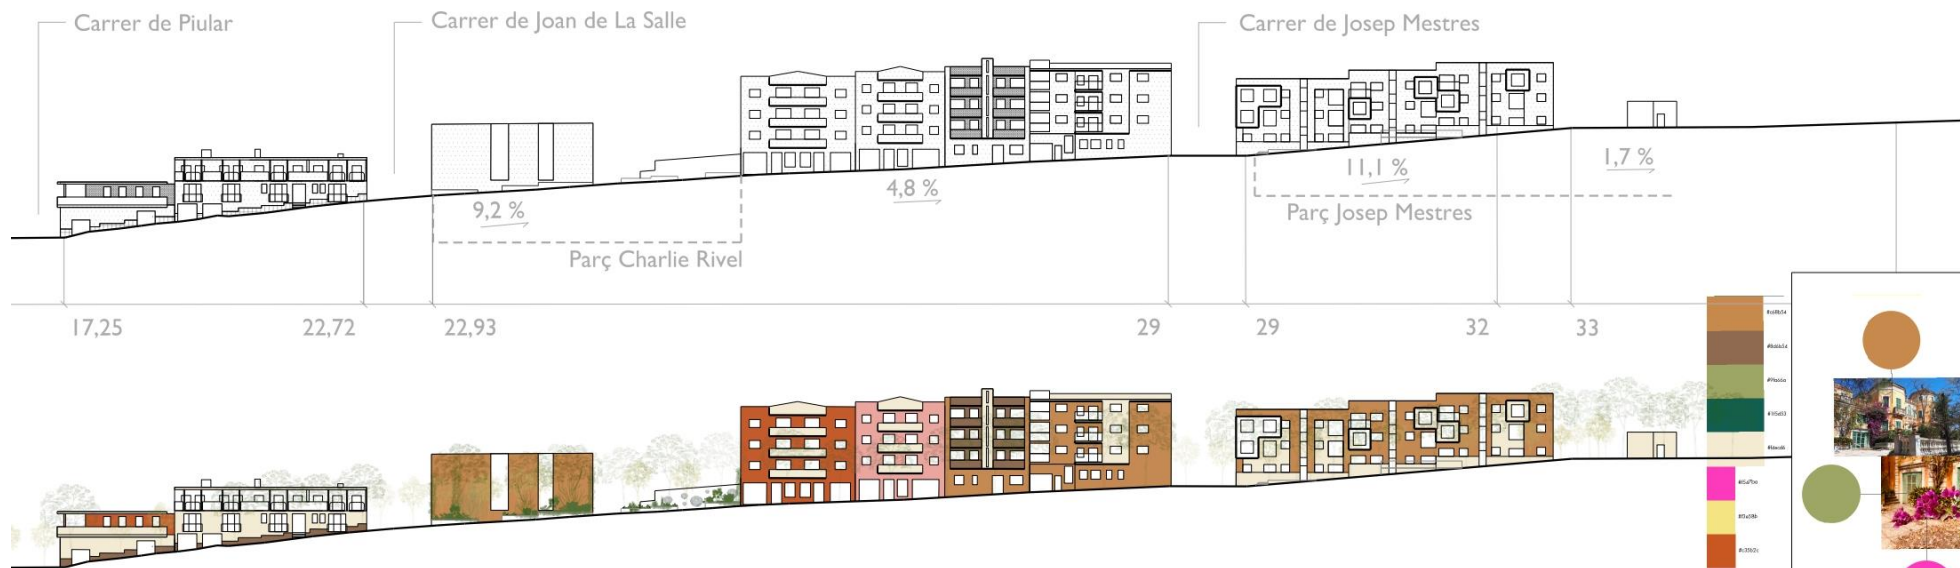 Carrer de Piular
Carrer de Joan de La Salle
Carrer de Josep Mestres
9,2 %
4,8 %
11,1 %
1,7 %
Parç Charlie Rivel
Parç Josep Mestres
17,25
22,72
22,93
29
29
32
33